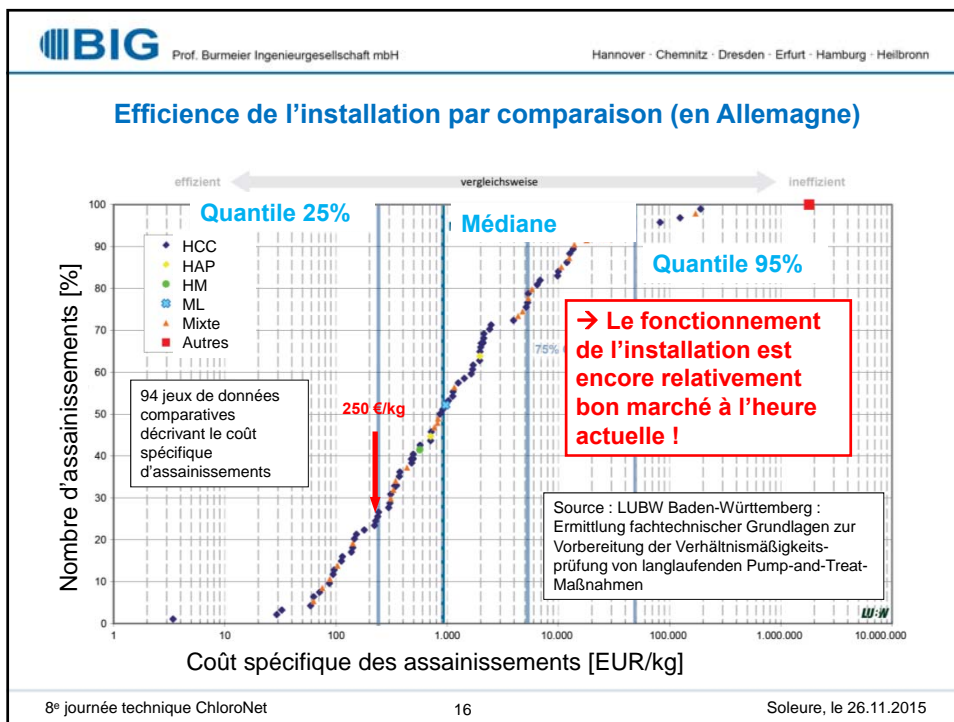 BIG Prof. Burmeier Ingenieurgesellschaft mbH
Hannover · Chemnitz · Dresden · Erfurt · Hamburg · Heilbronn
Efficience de l'installation par comparaison (en Allemagne)
effizient
vergleichsweise
ineffizient
Quantile 25%
Médiane
Quantile 95%
Nombre d'assainissements [%]
100
90
80
70
60
50
40
30
20
10
0
HCC
HAP
HM
ML
Mixte
Autres
94 jeux de données
comparatives
décrivant le coût
spécifique
d'assainissements
250 €/kg
75%
→ Le fonctionnement
de l'installation est
encore relativement
bon marché à l'heure
actuelle !
Source : LUBW Baden-Württemberg :
Ermittlung fachtechnischer Grundlagen zur
Vorbereitung der Verhältnismäßigkeits-
prüfung von langlaufenden Pump-and-Treat-
Maßnahmen
LU:W
1
10
100
1.000
10.000
100.000
1.000.000
10.000.000
Coût spécifique des assainissements [EUR/kg]
8e journée technique ChloroNet
16
Soleure, le 26.11.2015